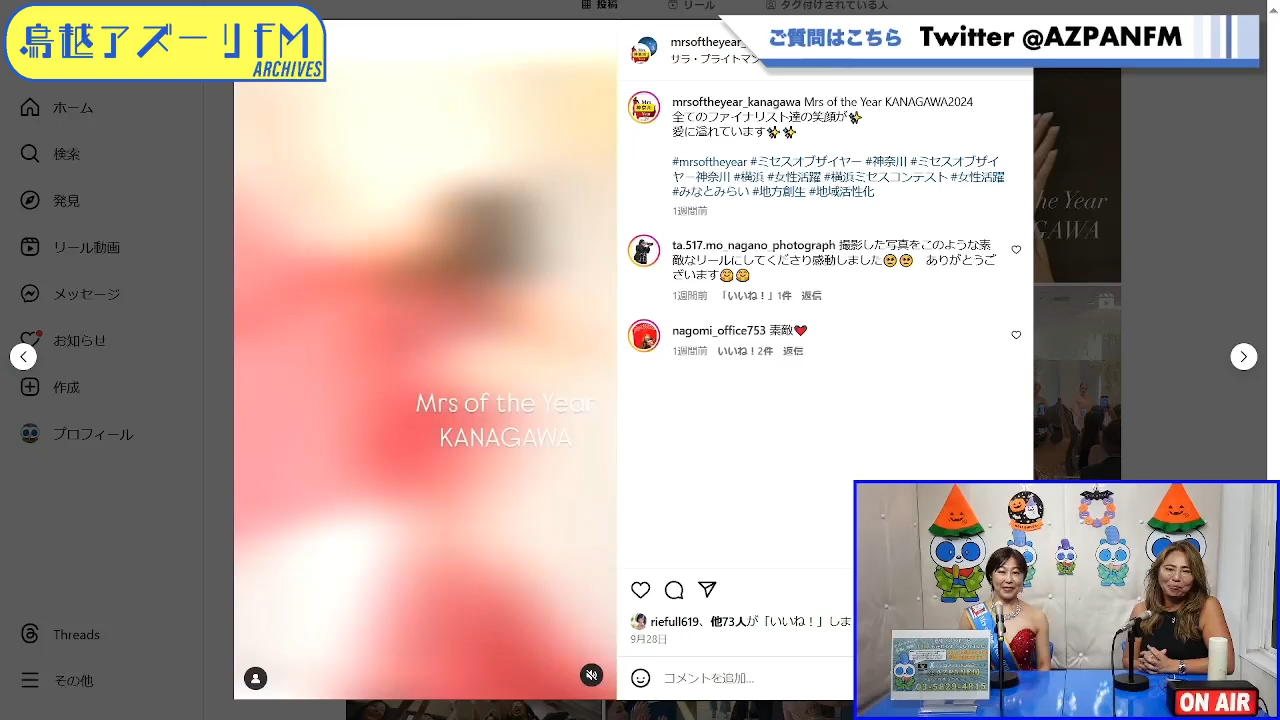 鳥越アズーリFM
ARCHIVES
投稿
リール
タグ付けされている人
ご質問はこちら Twitter @AZPANFM
ホーム
検索
発見
リール動画
メッセージ
お知らせ
作成
プロフィール
Threads
その他
Mrs of the Year
KANAGAWA
mrsoftheyear_
リラ・ブライトマン
mrsoftheyear_kanagawa Mrs of the Year KANAGAWA2024
全てのファイナリスト達の笑顔が✨
愛に溢れています✨✨
#mrsoftheyear #ミセスオブザイヤー #神奈川 #ミセスオブザイ
ヤー神奈川 #横浜 #女性活躍 #横浜ミセスコンテスト #女性活躍
#みなとみらい #地方創生 #地域活性化
1週間前
ta.517.mo_nagano_photograph 撮影した写真をこのような素
敵なリールにしてくださり感動しました🥹🥹 ありがとうご
ざいます😊😊
1週間前 「いいね！」1件 返信
nagomi_office753 素敵❤️
1週間前 いいね！2件 返信
riefull619、他73人が「いいね！」しま
9月28日
コメントを追加...
he Year
GAWA
03-5829-4815
ON AIR